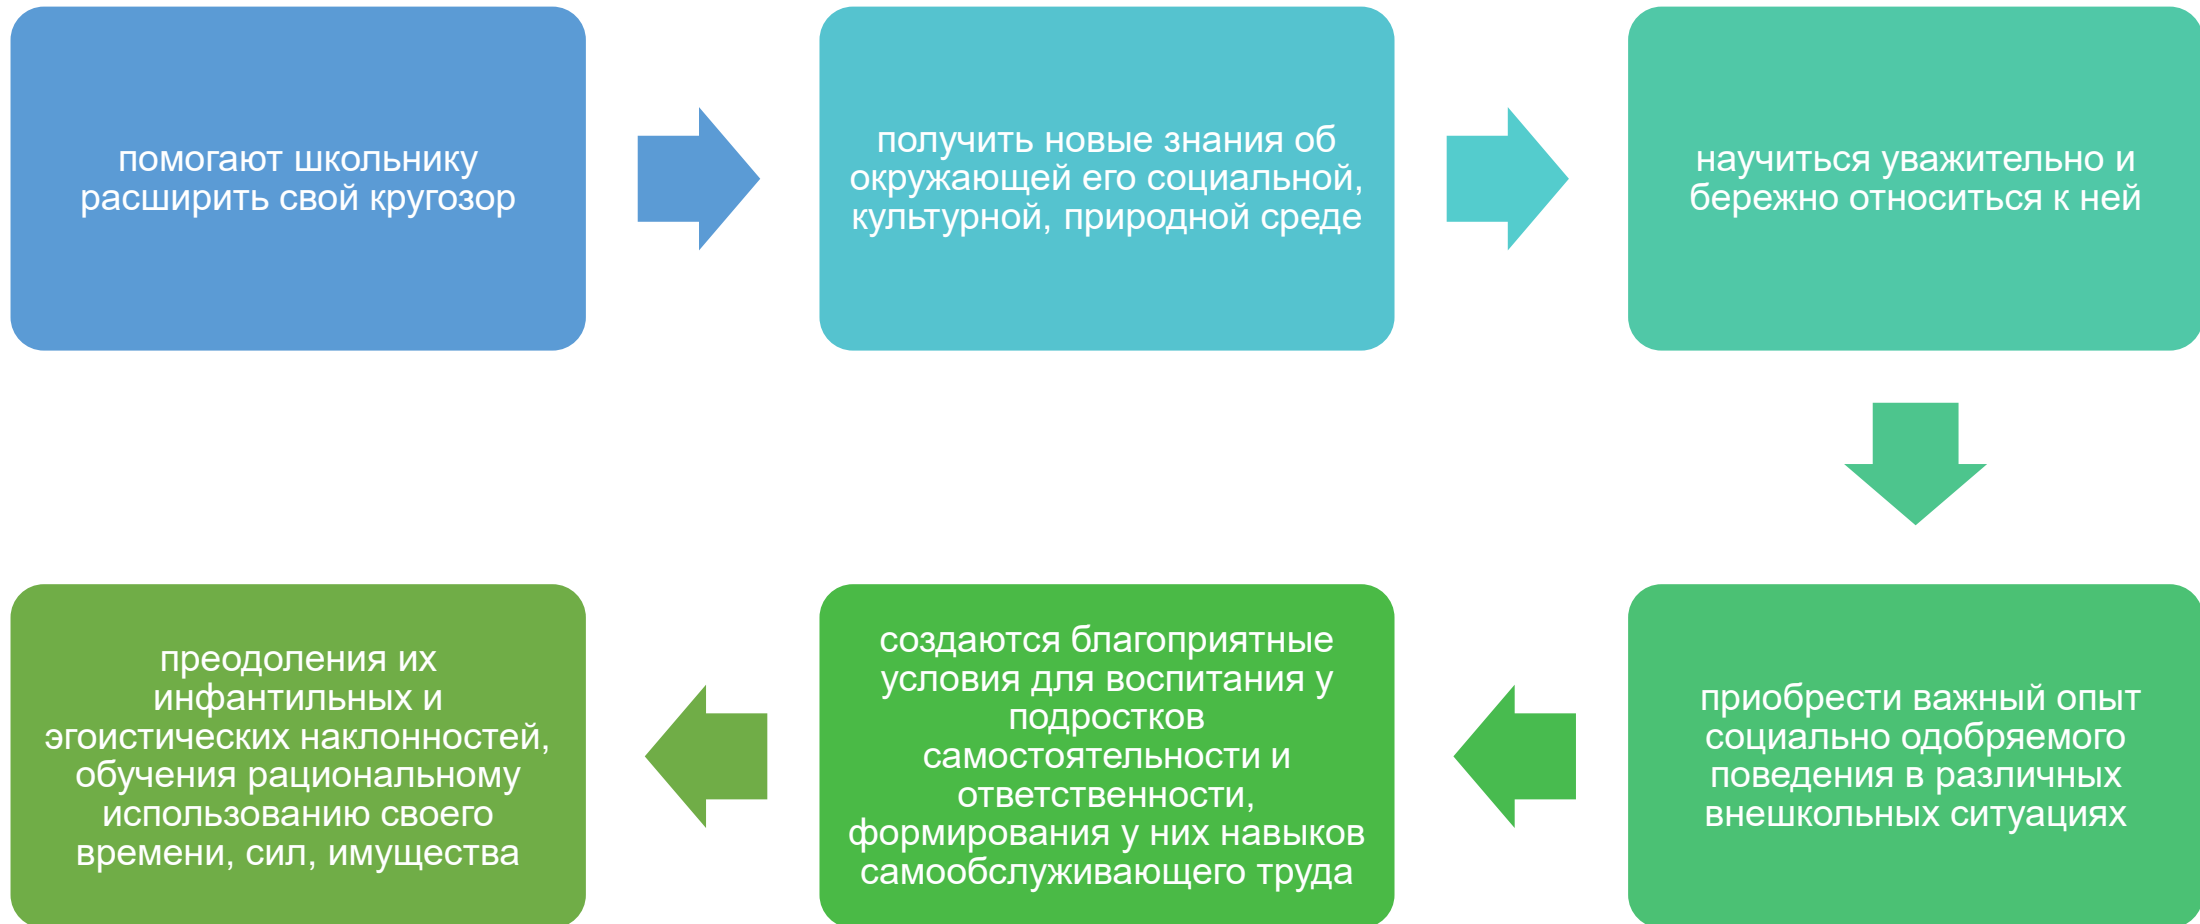 помогают школьнику
расширить свой кругозор
получить новые знания об
окружающей его социальной,
культурной, природной среде
научиться уважительно и
бережно относиться к ней
приобрести важный опыт
социально одобряемого
поведения в различных
внешкольных ситуациях
создаются благоприятные
условия для воспитания у
подростков
самостоятельности и
ответственности,
формирования у них навыков
самообслуживающего труда
преодоления их
инфантильных и
эгоистических наклонностей,
обучения рациональному
использованию своего
времени, сил, имущества